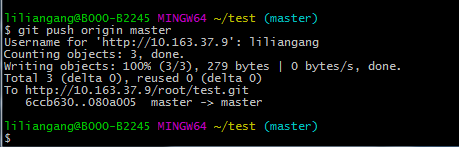 liliangang@B000-B2245 MINGW64 ~/test (master)
$ git push origin master
Username for 'http://10.163.37.9': liliangang
Counting objects: 3, done.
Writing objects: 100% (3/3), 279 bytes | 0 bytes/s, done.
Total 3 (delta 0), reused 0 (delta 0)
To http://10.163.37.9/root/test.git
   6ccb630..080a005  master -> master
liliangang@B000-B2245 MINGW64 ~/test (master)
$